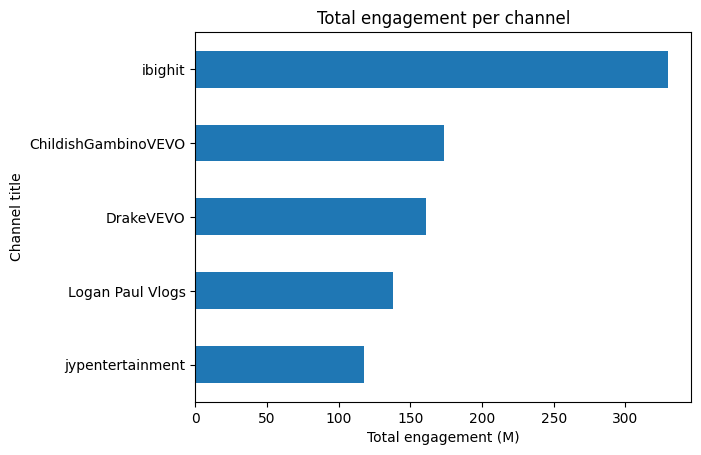 Total engagement per channel
ibighit
ChildishGambinoVEVO
DrakeVEVO
Logan Paul Vlogs
jypentertainment
Channel title
0 50 100 150 200 250 300
Total engagement (M)